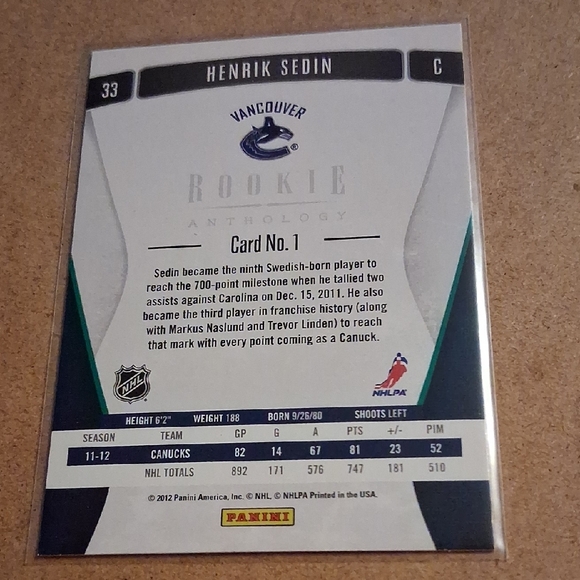 33 HENRIK SEDIN C
VANCOUVER
®
ROOKIE
ANTHOLOGY
Card No. 1
Sedin became the ninth Swedish-born player to
reach the 700-point milestone when he tallied two
assists against Carolina on Dec. 15, 2011. He also
became the third player in franchise history (along
with Markus Naslund and Trevor Linden) to reach
that mark with every point coming as a Canuck.
NHL NHLPA
HEIGHT 6'2" WEIGHT 188 BORN 9/26/80 SHOOTS LEFT
SEASON TEAM GP G A PTS +/- PIM
11-12 CANUCKS 82 14 67 81 23 52
NHL TOTALS 892 171 576 747 181 510
© 2012 Panini America, Inc. © NHL, © NHLPA Printed in the USA.
PANINI